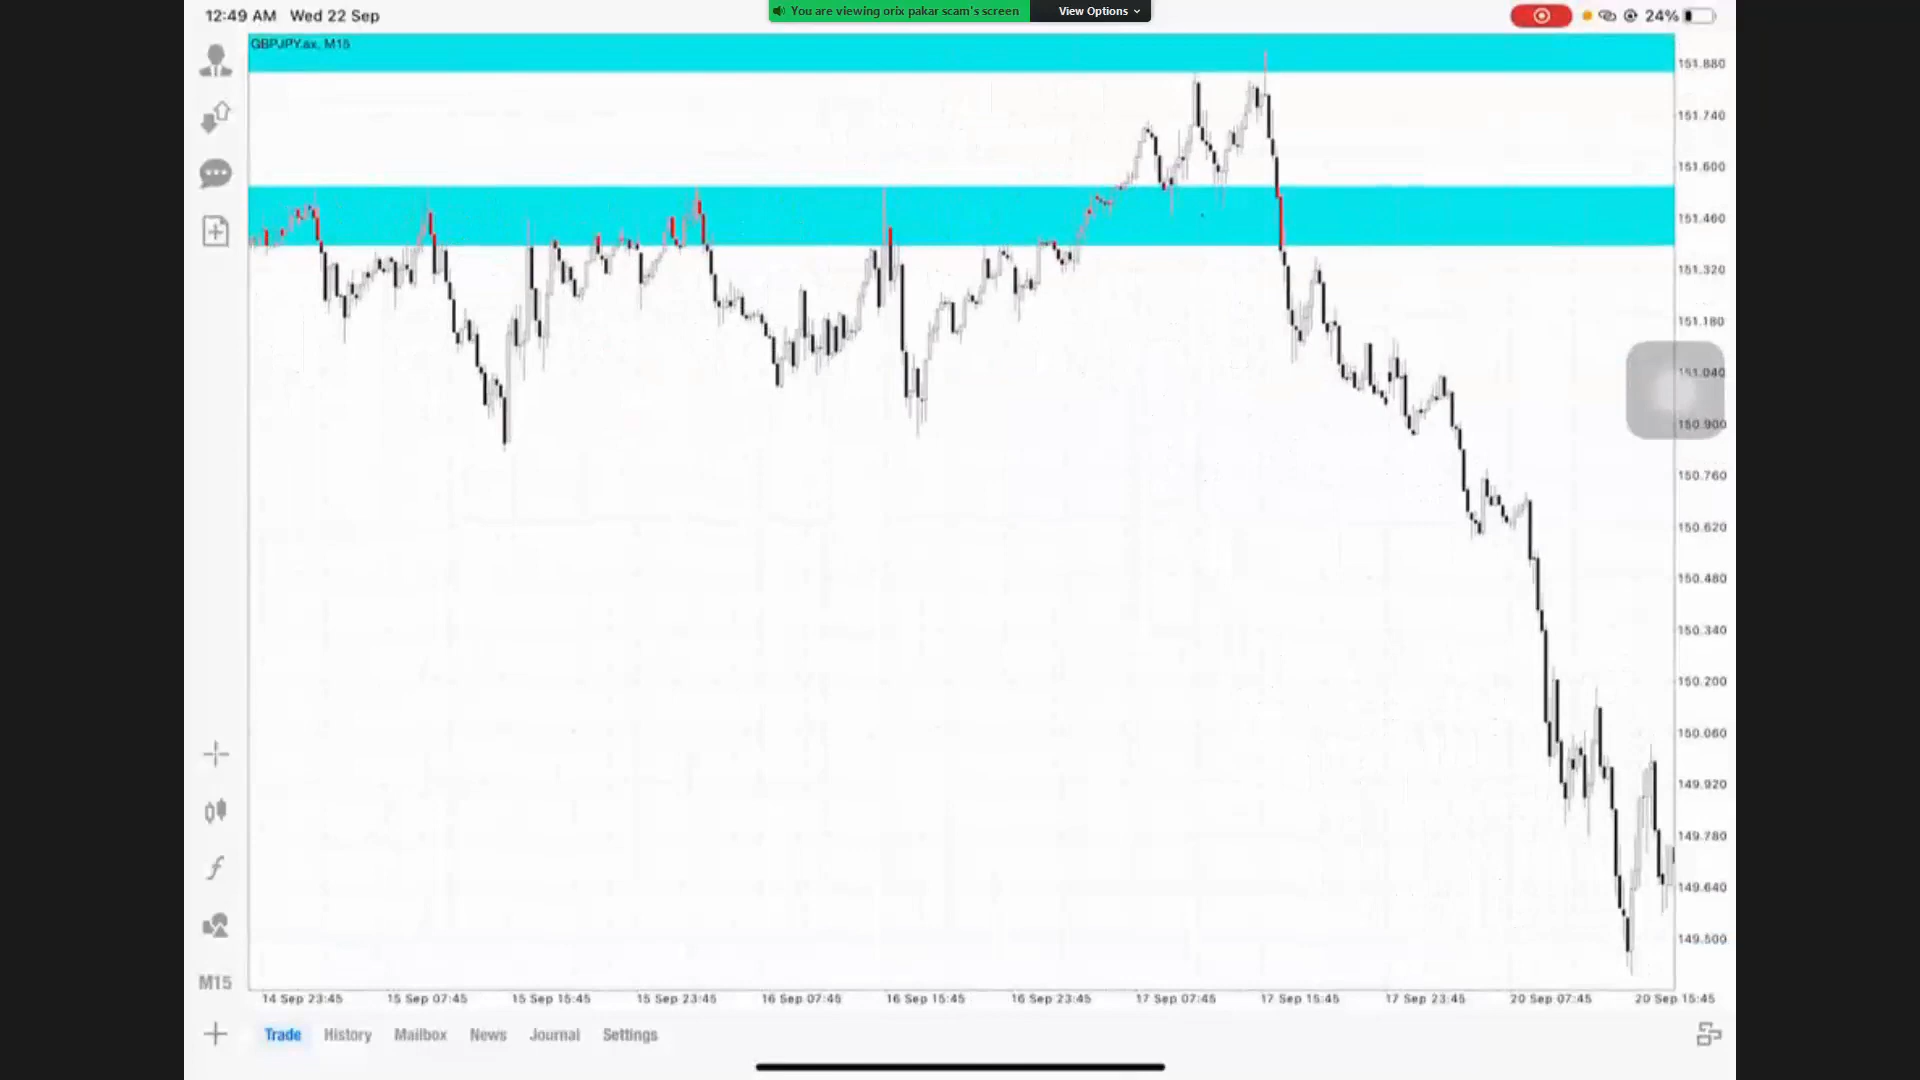 12:49 AM Wed 22 Sep
You are viewing orix pakar scam's screen
View Options
24%
GBPJPY.ax, M15
151.880
151.740
151.600
151.460
151.320
151.180
151.040
150.900
150.760
150.620
150.480
150.340
150.200
150.060
149.920
149.780
149.640
149.500
M15
14 Sep 23:45 15 Sep 07:45 15 Sep 15:45 15 Sep 23:45 16 Sep 07:45 16 Sep 15:45 16 Sep 23:45 17 Sep 07:45 17 Sep 15:45 17 Sep 23:45 20 Sep 07:45 20 Sep 15:45
Trade History Mailbox News Journal Settings